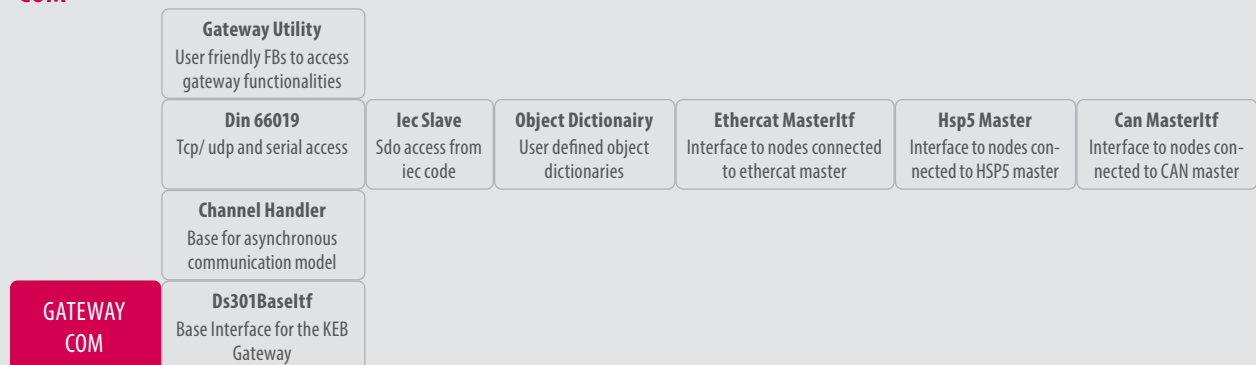 COM
Gateway Utility
User friendly FBs to access
gateway functionalities
Din 66019
Tcp/ udp and serial access
Iec Slave
Sdo access from
iec code
Object Dictionairy
User defined object
dictionaries
Ethercat MasterItf
Interface to nodes connected
to ethercat master
Hsp5 Master
Interface to nodes con-
nected to HSP5 master
Can MasterItf
Interface to nodes con-
nected to CAN master
Channel Handler
Base for asynchronous
communication model
GATEWAY
COM
Ds301BaseItf
Base Interface for the KEB
Gateway